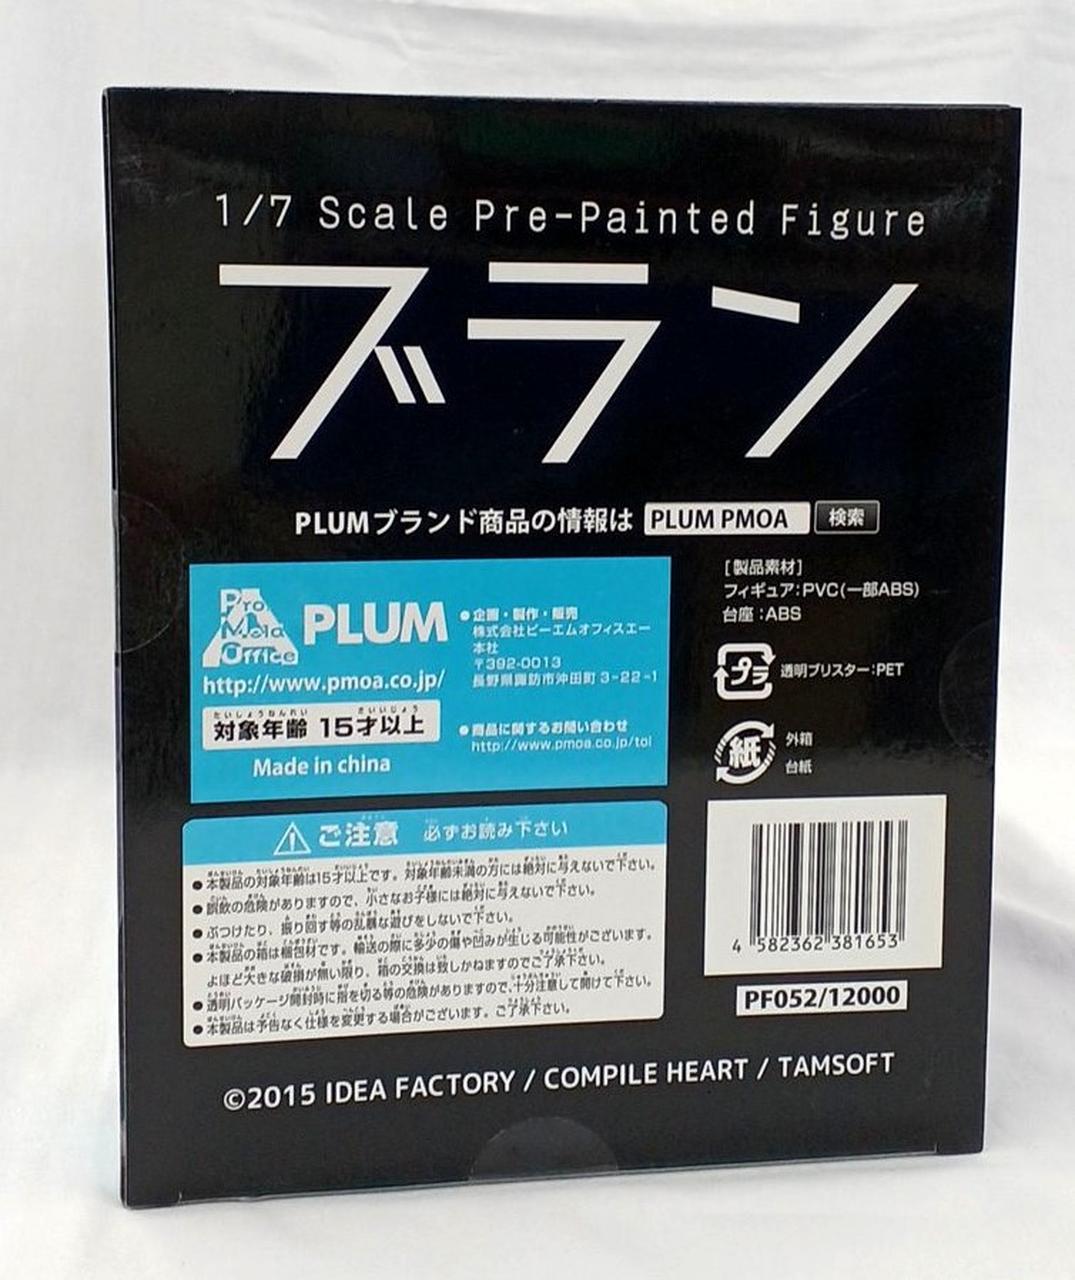 1/7 Scale Pre-Painted Figure
ブラン
PLUMブランド商品の情報は PLUM PMOA 検索
Pro Mold Office PLUM
http://www.pmoa.co.jp/
対象年齢 15才以上
Made in china
●企画・製作・販売
株式会社ピーエムオフィスエー
本社
〒392-0013
長野県諏訪市沖田町 3-22-1
●商品に関するお問い合わせ
http://www.pmoa.co.jp/toi
[製品素材]
フィギュア:PVC(一部ABS)
台座:ABS
プラ 透明ブリスター:PET
紙 外箱
台紙
ご注意 必ずお読み下さい
●本製品の対象年齢は15才以上です。対象年齢未満の方には絶対に与えないで下さい。
●誤飲の危険がありますので、小さなお子様には絶対に与えないで下さい。
●ぶつけたり、振り回す等の乱暴な遊びをしないで下さい。
●本製品の箱は梱包材です。輸送の際に多少の傷や凹みが生じる可能性がございます。
よほど大きな破損が無い限り、箱の交換は致しかねますのでご了承下さい。
●透明パッケージ開封時に指を切る等の危険がありますので、十分注意して開けて下さい。
●本製品は予告なく仕様を変更する場合がございます。ご了承下さい。
4 582362 381653
PF052/12000
©2015 IDEA FACTORY / COMPILE HEART / TAMSOFT